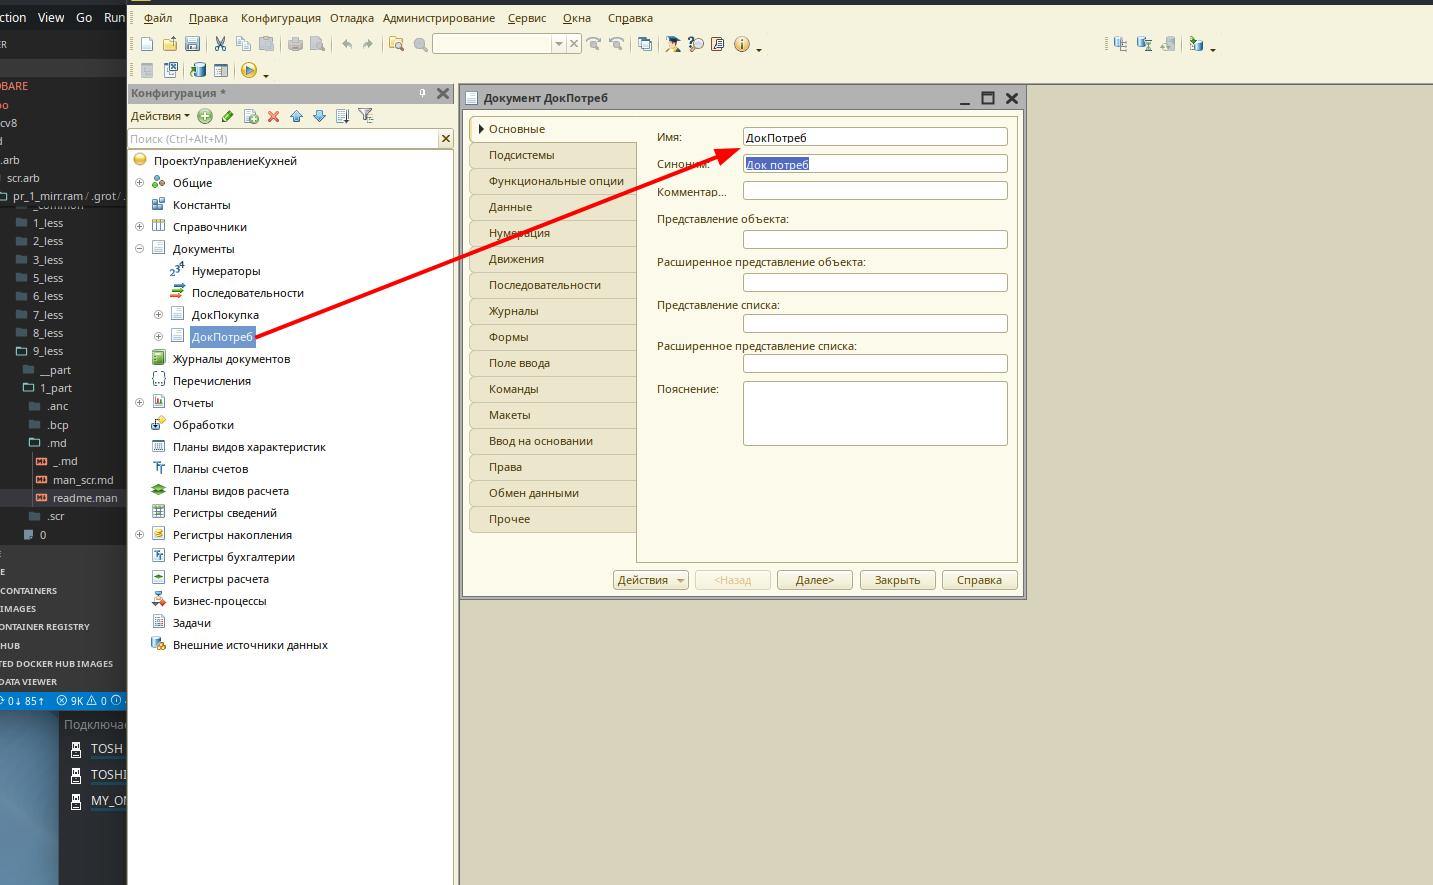 ction View Go Run
Файл Правка Конфигурация Отладка Администрирование Сервис Окна Справка
BARE
cv8
.arb
scr.arb
pr_1_mirr.ram / .grot / .
_common
1_less
2_less
3_less
5_less
6_less
7_less
8_less
9_less
__part
1_part
.anc
.bcp
.md
_.md
man_scr.md
readme.man
.scr
0
CONTAINERS
IMAGES
ONTAINER REGISTRY
HUB
TED DOCKER HUB IMAGES
DATA VIEWER
0↓ 85↑ 9K 0
Подключае
TOSH
TOSHI
MY_O
Конфигурация *
Действия
Поиск (Ctrl+Alt+M)
ПроектУправлениеКухней
Общие
Константы
Справочники
Документы
Нумераторы
Последовательности
ДокПокупка
ДокПотреб
Журналы документов
Перечисления
Отчеты
Обработки
Планы видов характеристик
Планы счетов
Планы видов расчета
Регистры сведений
Регистры накопления
Регистры бухгалтерии
Регистры расчета
Бизнес-процессы
Задачи
Внешние источники данных
Документ ДокПотреб
Основные
Подсистемы
Функциональные опции
Данные
Нумерация
Движения
Последовательности
Журналы
Формы
Поле ввода
Команды
Макеты
Ввод на основании
Права
Обмен данными
Прочее
Имя: ДокПотреб
Синоним: Док потреб
Комментар...
Представление объекта:
Расширенное представление объекта:
Представление списка:
Расширенное представление списка:
Пояснение:
Действия <Назад Далее> Закрыть Справка